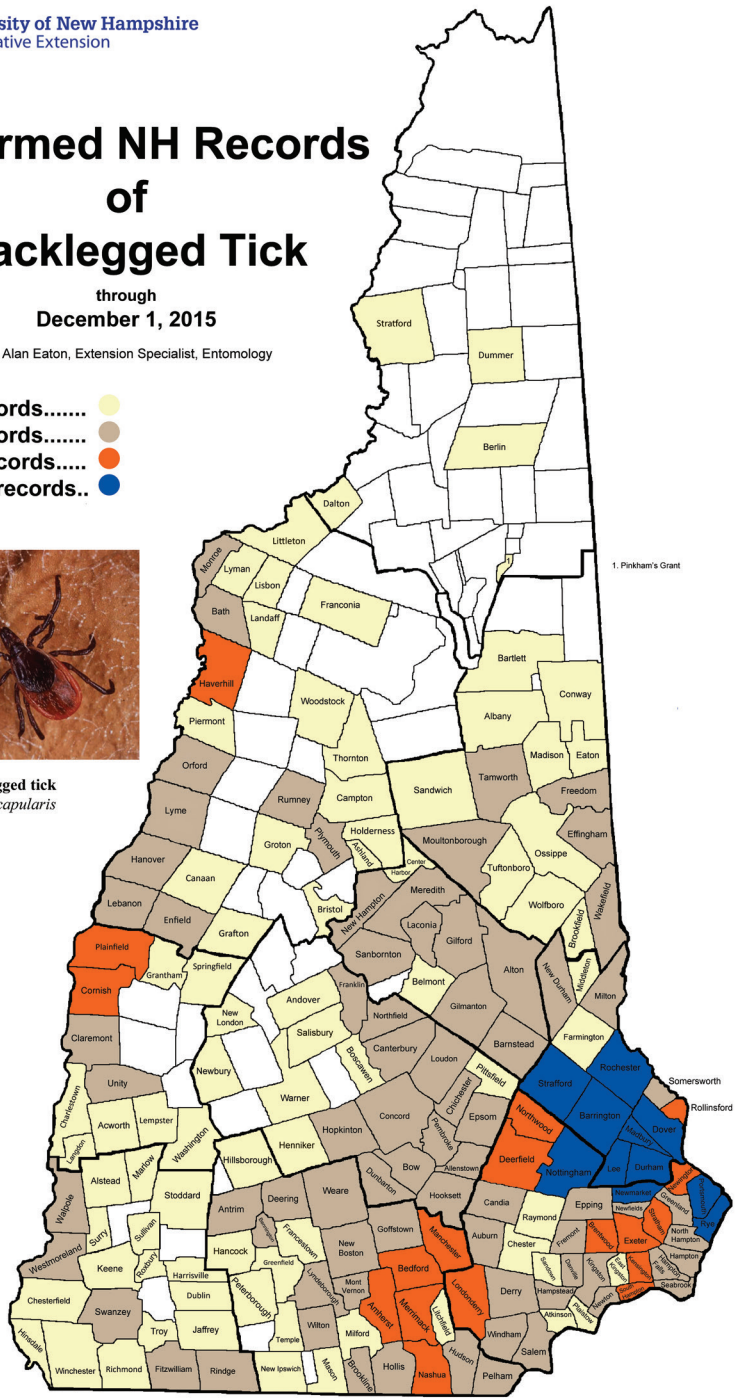 sity of New Hampshire
ative Extension
rmed NH Records
of
acklegged Tick
through
December 1, 2015
Alan Eaton, Extension Specialist, Entomology
ords.......
ords.......
cords.....
records..
gged tick
capularis
1. Pinkham's Grant
Stratford
Dummer
Berlin
Dalton
Littleton
1
Monroe
Lyman
Lisbon
Bath
Landaff
Franconia
Haverhill
Bartlett
Conway
Woodstock
Piermont
Albany
Thornton
Madison
Eaton
Orford
Sandwich
Tamworth
Freedom
Rumney
Campton
Lyme
Holderness
Plymouth
Ashland
Moultonborough
Effingham
Groton
Center
Harbor
Ossippe
Tuftonboro
Hanover
Canaan
Meredith
Wolfboro
Wakefield
Lebanon
Enfield
Bristol
New Hampton
Brookfield
Laconia
Gilford
Grafton
Plainfield
Sanbornton
Alton
Springfield
Grantham
New Durham
Middleton
Cornish
Franklin
Belmont
Milton
Andover
Gilmanton
New
London
Northfield
Salisbury
Claremont
Canterbury
Barnstead
Farmington
Loudon
Boscawen
Pittsfield
Rochester
Newbury
Unity
Strafford
Somersworth
Warner
Chichester
Charlestown
Rollinsford
Concord
Epsom
Northwood
Barrington
Acworth
Lempster
Hopkinton
Dover
Washington
Pembroke
Madbury
Henniker
Langdon
Marlow
Hillsborough
Bow
Allenstown
Deerfield
Nottingham
Lee
Durham
Alstead
Dunbarton
Newington
Stoddard
Weare
Deering
Hooksett
Newmarket
Portsmouth
Walpole
Antrim
Candia
Epping
Greenland
Raymond
Newfields
Rye
Sullivan
Goffstown
Manchester
Stratham
North
Hampton
Surry
Bennington
Francestown
Auburn
Fremont
Brentwood
Exeter
Hancock
New
Boston
Chester
Hampton
Westmoreland
Keene
Roxbury
Greenfield
Bedford
Hampton
Falls
Harrisville
Peterborough
Lyndeborough
Sandown
Danville
Kingston
East
Kingston
Kensington
Seabrook
Mont
Vernon
Londonderry
Derry
Hampstead
South
Hampton
Chesterfield
Dublin
Swanzey
Amherst
Merrimack
Litchfield
Newton
Atkinson
Plaistow
Wilton
Troy
Jaffrey
Milford
Windham
Temple
Hinsdale
Salem
Hudson
Winchester
Richmond
Fitzwilliam
Rindge
New Ipswich
Mason
Brookline
Hollis
Nashua
Pelham